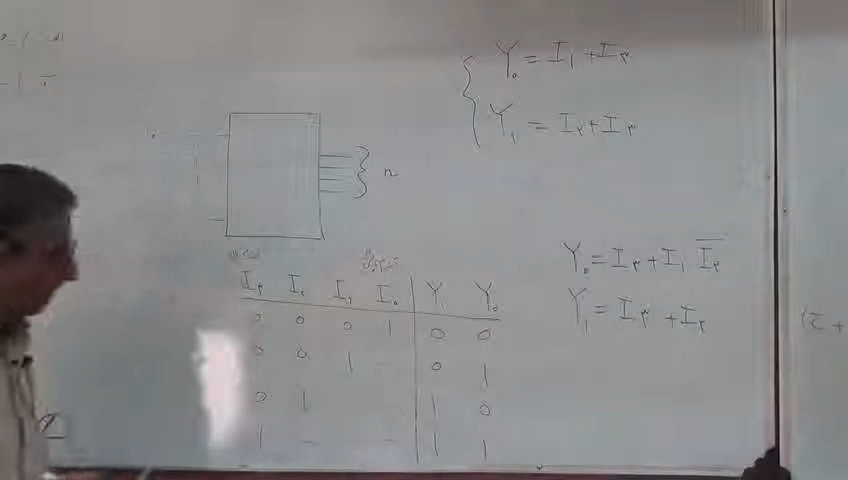 Y₀ = I₁ + I₃
Y₁ = I₂ + I₃
n
I₃ I₂ I₁ I₀ Y₁ Y₀
0 0 0 1 0 0
0 0 1 – 0 1
0 1 1 0
1 – – 1 1
Y₀ = I₃ + I₁ I̅₂
Y₁ = I₃ + I₂